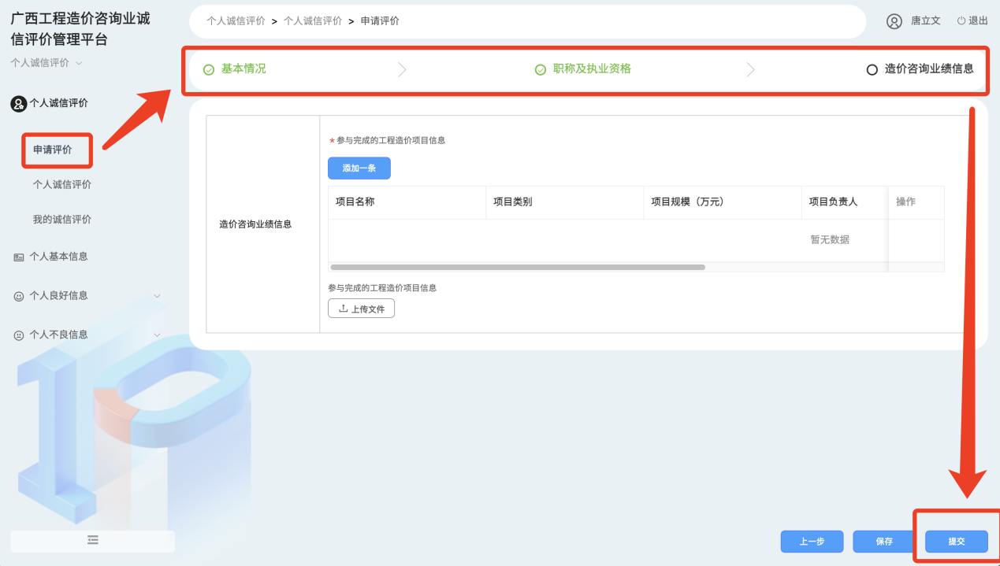 广西工程造价咨询业诚
信评价管理平台
个人诚信评价
个人诚信评价 > 个人诚信评价 > 申请评价
唐立文
退出
基本情况
职称及执业资格
造价咨询业绩信息
个人诚信评价
申请评价
个人诚信评价
我的诚信评价
个人基本信息
个人良好信息
个人不良信息
造价咨询业绩信息
*参与完成的工程造价项目信息
添加一条
项目名称 项目类别 项目规模（万元） 项目负责人 操作
暂无数据
参与完成的工程造价项目信息
上传文件
上一步
保存
提交